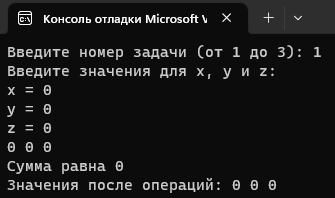 Консоль отладки Microsoft V
Введите номер задачи (от 1 до 3): 1
Введите значения для x, y и z:
x = 0
y = 0
z = 0
0 0 0
Сумма равна 0
Значения после операций: 0 0 0